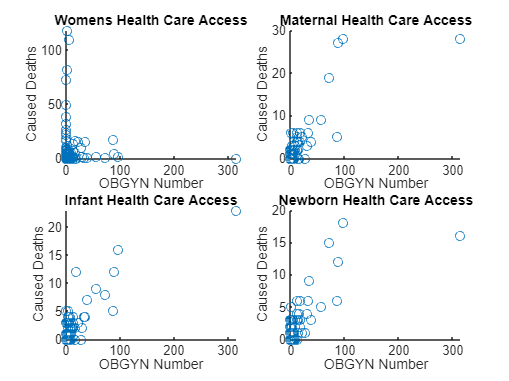 Womens Health Care Access
Caused Deaths
100
50
0
0
100
200
300
OBGYN Number
Maternal Health Care Access
Caused Deaths
30
20
10
0
0
100
200
300
OBGYN Number
Infant Health Care Access
Caused Deaths
20
15
10
5
0
0
100
200
300
OBGYN Number
Newborn Health Care Access
Caused Deaths
20
15
10
5
0
0
100
200
300
OBGYN Number